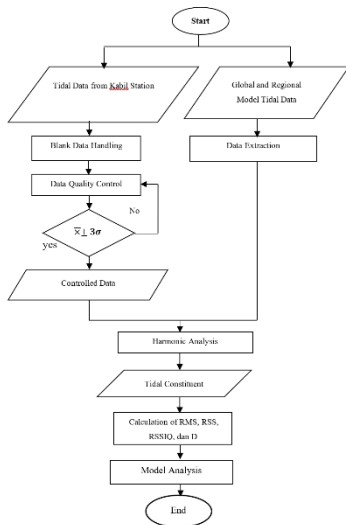 Start
Tidal Data from Kabil Station
Global and Regional
Model Tidal Data
Blank Data Handling
Data Extraction
Data Quality Control
No
x̄ ± 3σ
yes
Controlled Data
Harmonic Analysis
Tidal Constituent
Calculation of RMS, RSS,
RSSIQ, dan D
Model Analysis
End